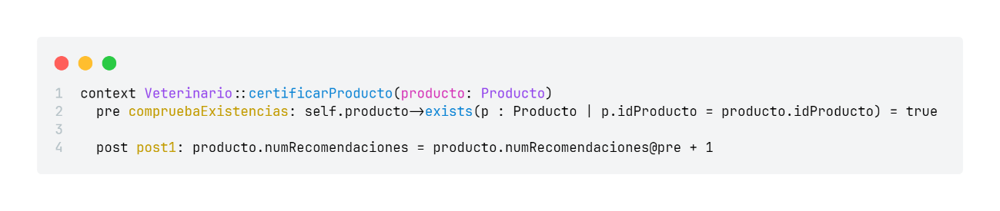 1 context Veterinario::certificarProducto(producto: Producto)
2 pre compruebaExistencias: self.producto->exists(p : Producto | p.idProducto = producto.idProducto) = true
3
4 post post1: producto.numRecomendaciones = producto.numRecomendaciones@pre + 1